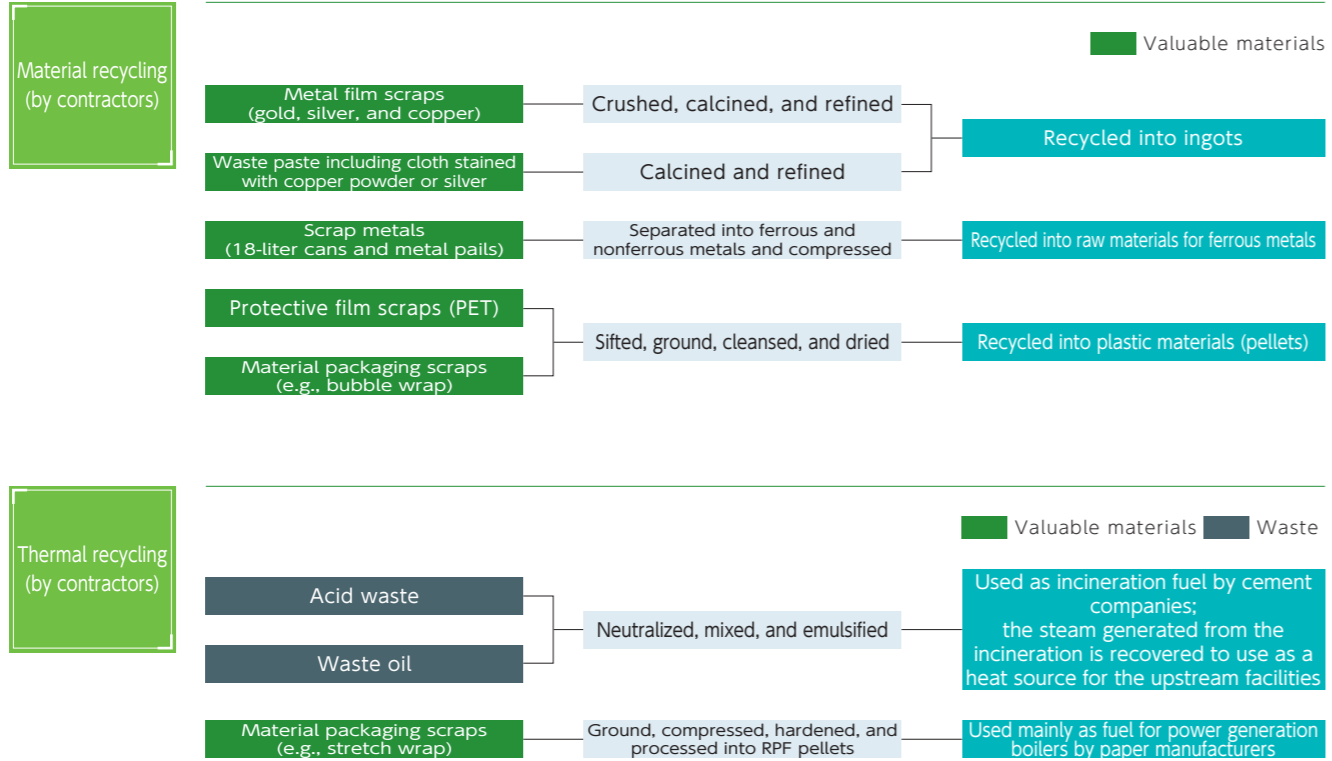 Material recycling
(by contractors)
Valuable materials
Metal film scraps
(gold, silver, and copper)
Crushed, calcined, and refined
Waste paste including cloth stained
with copper powder or silver
Calcined and refined
Recycled into ingots
Scrap metals
(18-liter cans and metal pails)
Separated into ferrous and
nonferrous metals and compressed
Recycled into raw materials for ferrous metals
Protective film scraps (PET)
Material packaging scraps
(e.g., bubble wrap)
Sifted, ground, cleansed, and dried
Recycled into plastic materials (pellets)
Thermal recycling
(by contractors)
Valuable materials
Waste
Acid waste
Waste oil
Neutralized, mixed, and emulsified
Used as incineration fuel by cement
companies;
the steam generated from the
incineration is recovered to use as a
heat source for the upstream facilities
Material packaging scraps
(e.g., stretch wrap)
Ground, compressed, hardened, and
processed into RPF pellets
Used mainly as fuel for power generation
boilers by paper manufacturers